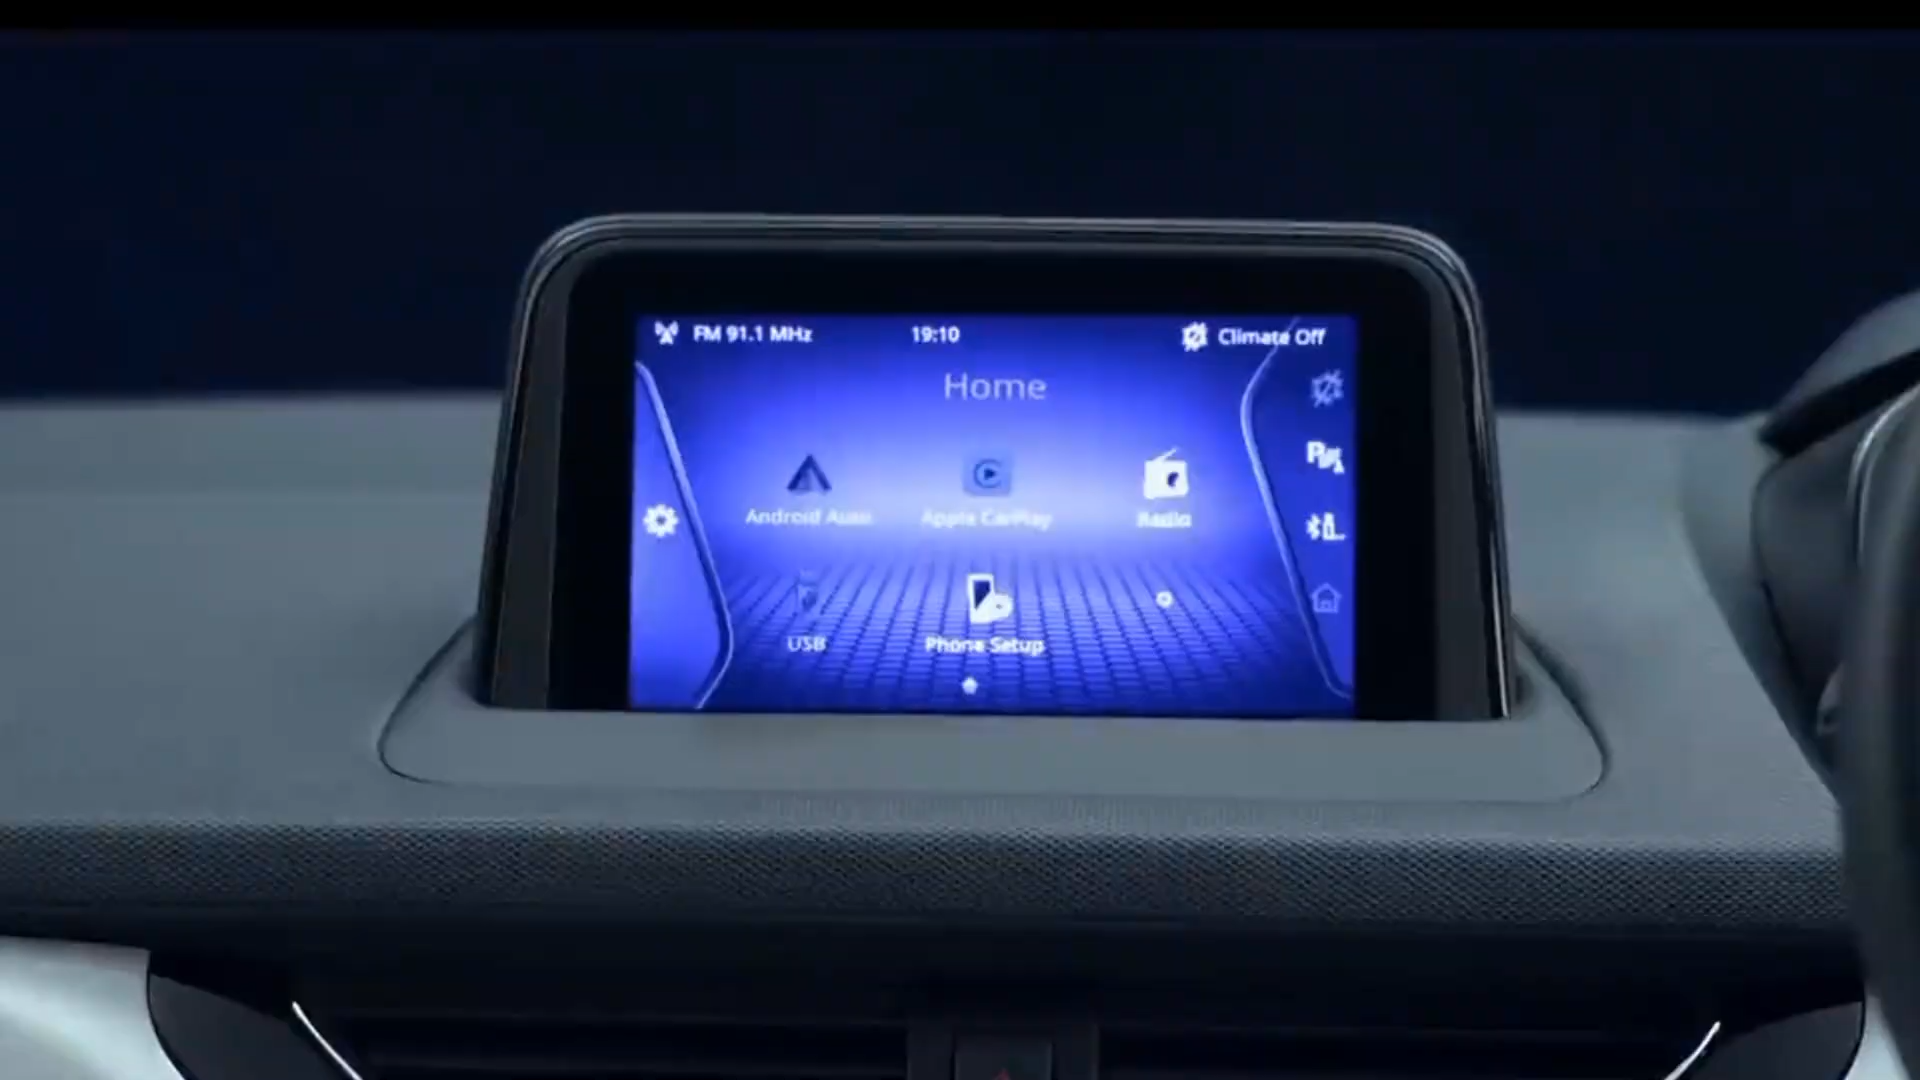 FM 91.1 MHz 19:10 Climate Off
Home
Android Auto Apple CarPlay Radio
USB Phone Setup